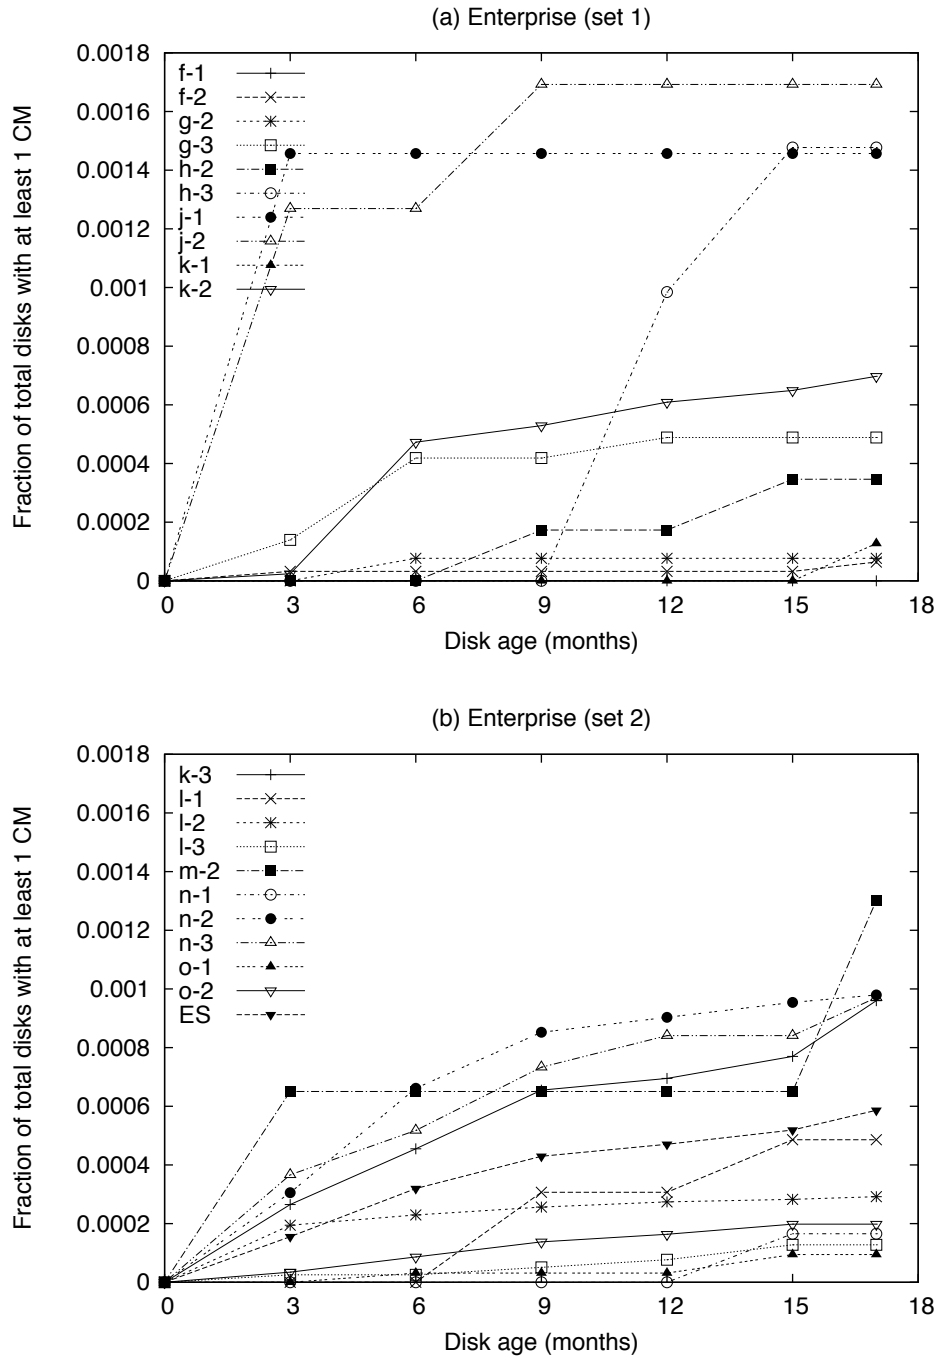 (a) Enterprise (set 1)
Fraction of total disks with at least 1 CM
0.0018
0.0016
0.0014
0.0012
0.001
0.0008
0.0006
0.0004
0.0002
0
f-1
f-2
g-2
g-3
h-2
h-3
j-1
j-2
k-1
k-2
0 3 6 9 12 15 18
Disk age (months)
(b) Enterprise (set 2)
Fraction of total disks with at least 1 CM
0.0018
0.0016
0.0014
0.0012
0.001
0.0008
0.0006
0.0004
0.0002
0
k-3
l-1
l-2
l-3
m-2
n-1
n-2
n-3
o-1
o-2
ES
0 3 6 9 12 15 18
Disk age (months)